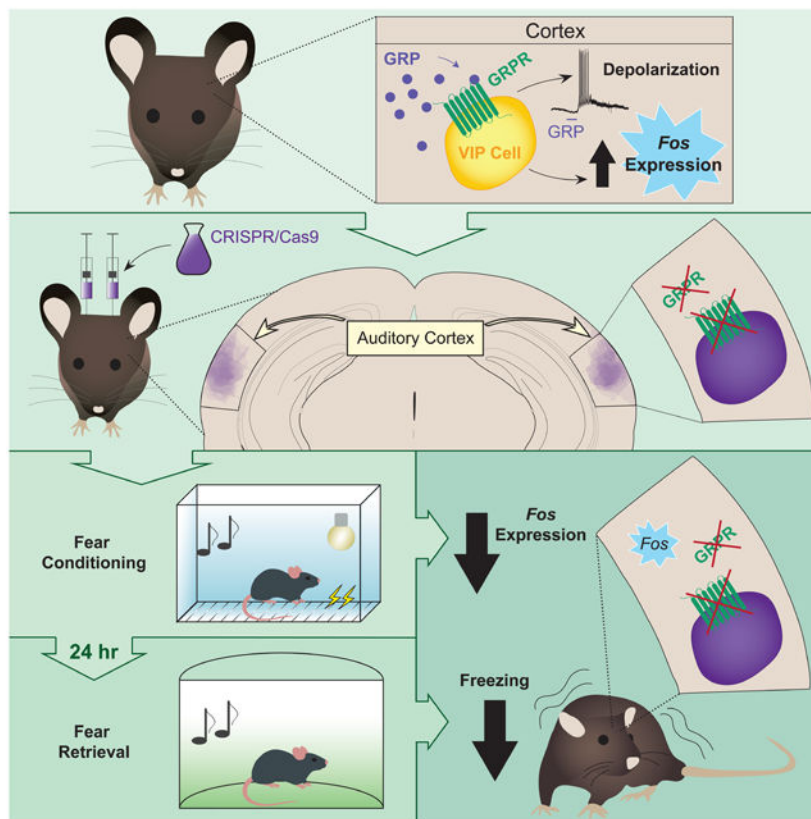 Cortex
GRP
GRPR
Depolarization
GRP
VIP Cell
Fos
Expression
CRISPR/Cas9
GRPR
Auditory Cortex
Fear
Conditioning
Fos
Expression
Fos
GRPR
24 hr
Freezing
Fear
Retrieval